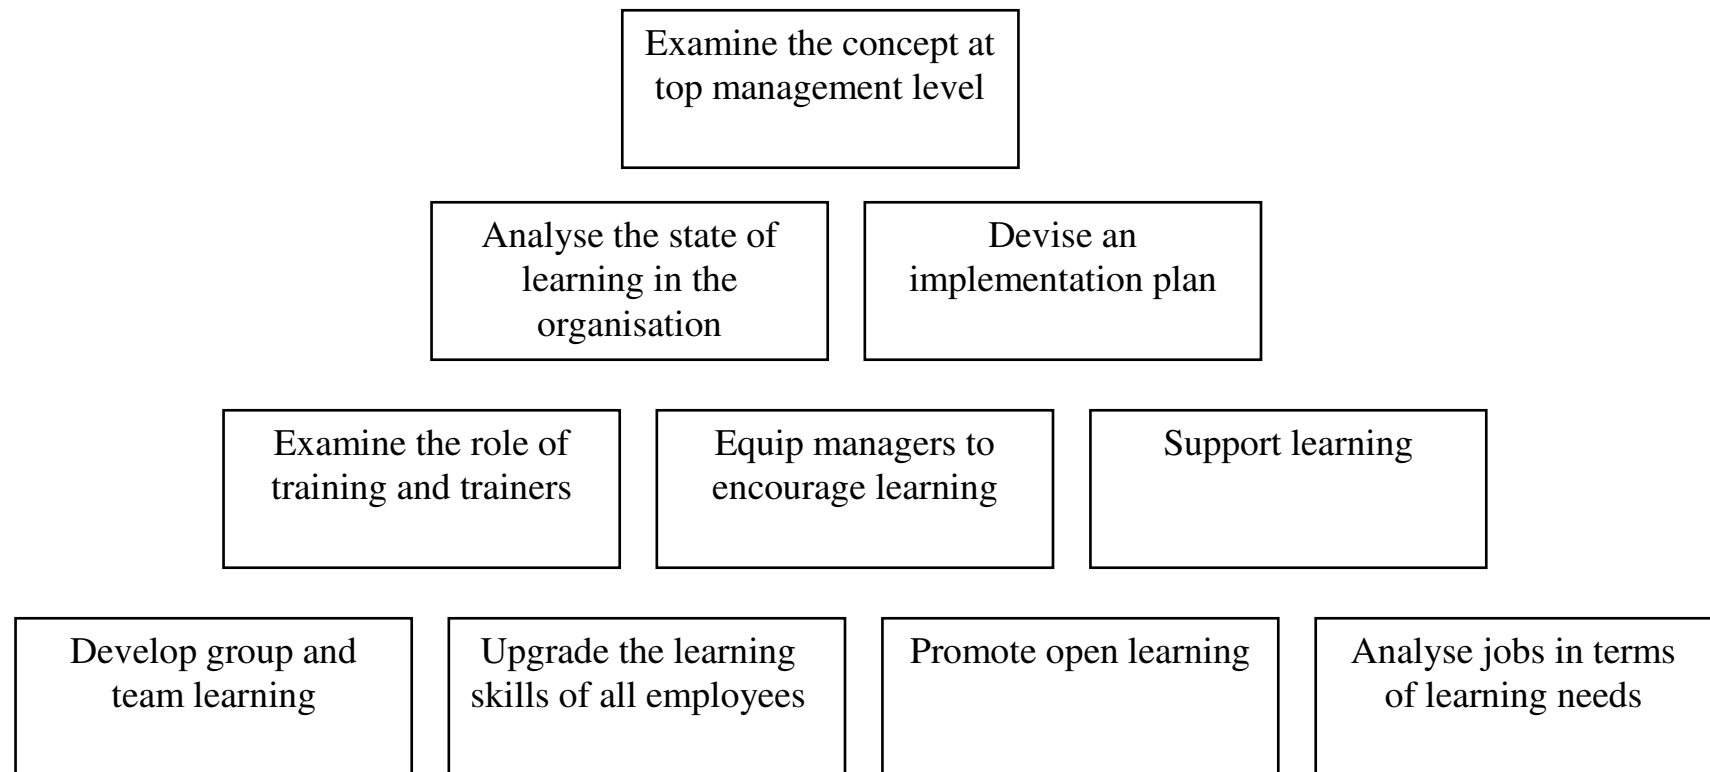 Examine the concept at
top management level
Analyse the state of
learning in the
organisation
Devise an
implementation plan
Examine the role of
training and trainers
Equip managers to
encourage learning
Support learning
Develop group and
team learning
Upgrade the learning
skills of all employees
Promote open learning
Analyse jobs in terms
of learning needs